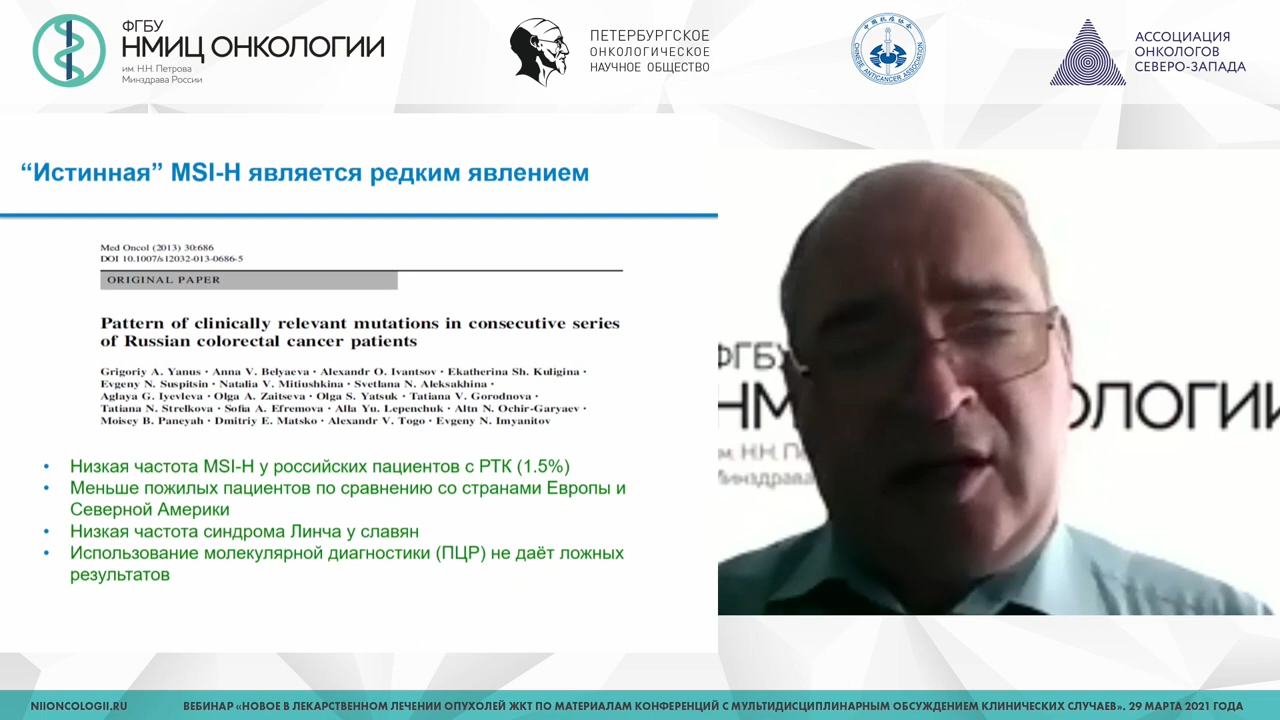 ФГБУ
НМИЦ ОНКОЛОГИИ
им. Н.Н. Петрова
Минздрава России
ПЕТЕРБУРГСКОЕ
ОНКОЛОГИЧЕСКОЕ
НАУЧНОЕ ОБЩЕСТВО
CHINESE ANTICANCER ASSOCIATION
АССОЦИАЦИЯ
ОНКОЛОГОВ
СЕВЕРО-ЗАПАДА
“Истинная” MSI-H является редким явлением
Med Oncol (2013) 30:686
DOI 10.1007/s12032-013-0686-5
ORIGINAL PAPER
Pattern of clinically relevant mutations in consecutive series
of Russian colorectal cancer patients
Grigoriy A. Yanus · Anna V. Belyaeva · Alexandr O. Ivantsov · Ekatherina Sh. Kuligina ·
Evgeny N. Suspitsin · Natalia V. Mitiushkina · Svetlana N. Aleksakhina ·
Aglaya G. Iyevleva · Olga A. Zaitseva · Olga S. Yatsuk · Tatiana V. Gorodnova ·
Tatiana N. Strelkova · Sofia A. Efremova · Alla Yu. Lepenchuk · Altn N. Ochir-Garyaev ·
Moisey B. Paneyah · Dmitriy E. Matsko · Alexandr V. Togo · Evgeny N. Imyanitov
• Низкая частота MSI-H у российских пациентов с РТК (1.5%)
• Меньше пожилых пациентов по сравнению со странами Европы и
Северной Америки
• Низкая частота синдрома Линча у славян
• Использование молекулярной диагностики (ПЦР) не даёт ложных
результатов
ФГБУ
НМ ОЛОГИИ
м. Н.Н. П
Минздрава
NIIONCOLOGII.RU
ВЕБИНАР «НОВОЕ В ЛЕКАРСТВЕННОМ ЛЕЧЕНИИ ОПУХОЛЕЙ ЖКТ ПО МАТЕРИАЛАМ КОНФЕРЕНЦИЙ С МУЛЬТИДИСЦИПЛИНАРНЫМ ОБСУЖДЕНИЕМ КЛИНИЧЕСКИХ СЛУЧАЕВ». 29 МАРТА 2021 ГОДА